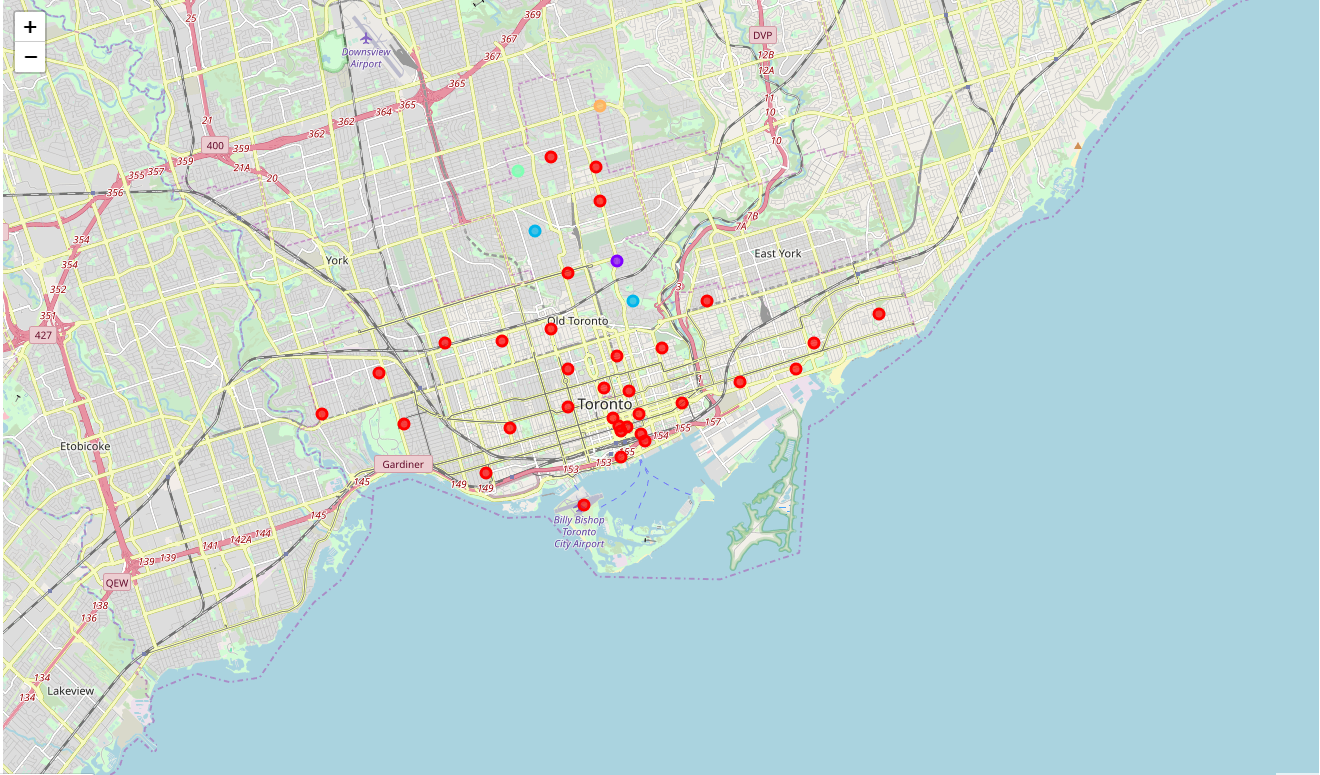 +
−
25
369
DVP
Downsview
Airport
367
367
12B
12A
365
365
11
10
364
21
362
362
10
400
359
359
21A
355
357
20
356
354
York
East York
7B
7A
354
352
3
351
427
Old Toronto
Toronto
157
155
154
Etobicoke
155
Gardiner
153
153
145
149
149
145
Billy Bishop
Toronto
City Airport
144
142A
141
139
139
QEW
138
136
134
Lakeview
134